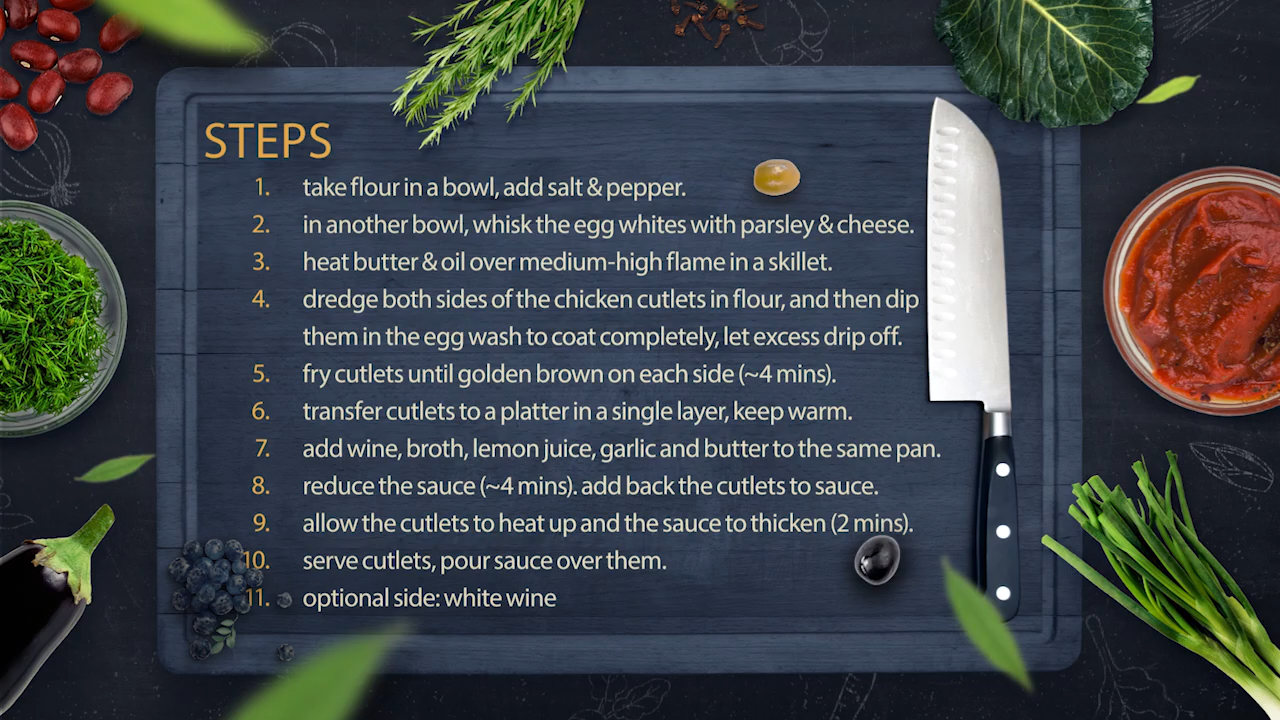 STEPS
1. take flour in a bowl, add salt & pepper.
2. in another bowl, whisk the egg whites with parsley & cheese.
3. heat butter & oil over medium-high flame in a skillet.
4. dredge both sides of the chicken cutlets in flour, and then dip
them in the egg wash to coat completely, let excess drip off.
5. fry cutlets until golden brown on each side (~4 mins).
6. transfer cutlets to a platter in a single layer, keep warm.
7. add wine, broth, lemon juice, garlic and butter to the same pan.
8. reduce the sauce (~4 mins). add back the cutlets to sauce.
9. allow the cutlets to heat up and the sauce to thicken (2 mins).
10. serve cutlets, pour sauce over them.
11. optional side: white wine